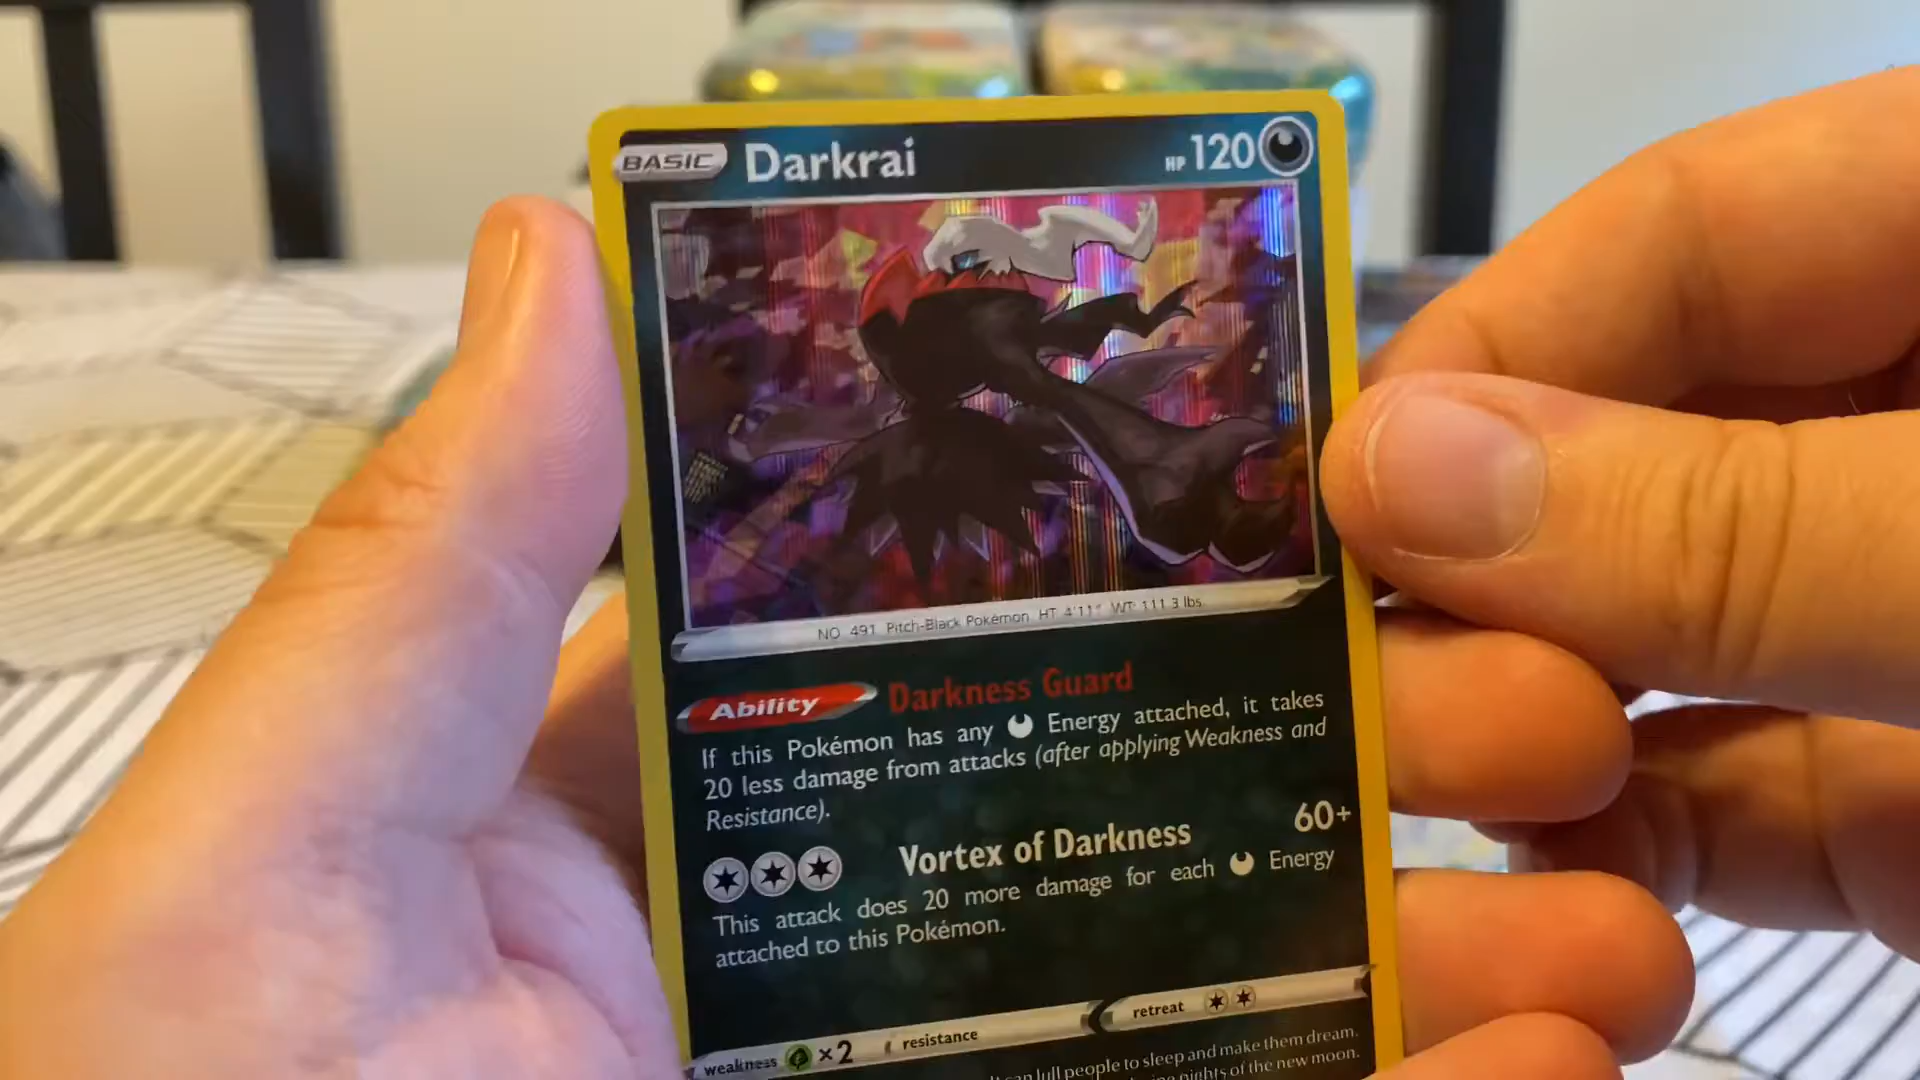 BASIC Darkrai HP 120
NO. 491 Pitch-Black Pokémon HT 4'11" WT 111.3 lbs.
Ability Darkness Guard
If this Pokémon has any Energy attached, it takes
20 less damage from attacks (after applying Weakness and
Resistance).
Vortex of Darkness 60+
This attack does 20 more damage for each Energy
attached to this Pokémon.
weakness ×2 resistance retreat
can lull people to sleep and make them dream.
nights of the new moon.